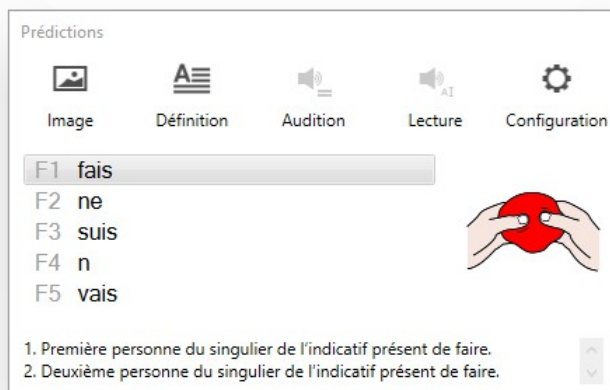 Prédictions
Image Définition Audition Lecture Configuration
F1 fais
F2 ne
F3 suis
F4 n
F5 vais
1. Première personne du singulier de l'indicatif présent de faire.
2. Deuxième personne du singulier de l'indicatif présent de faire.